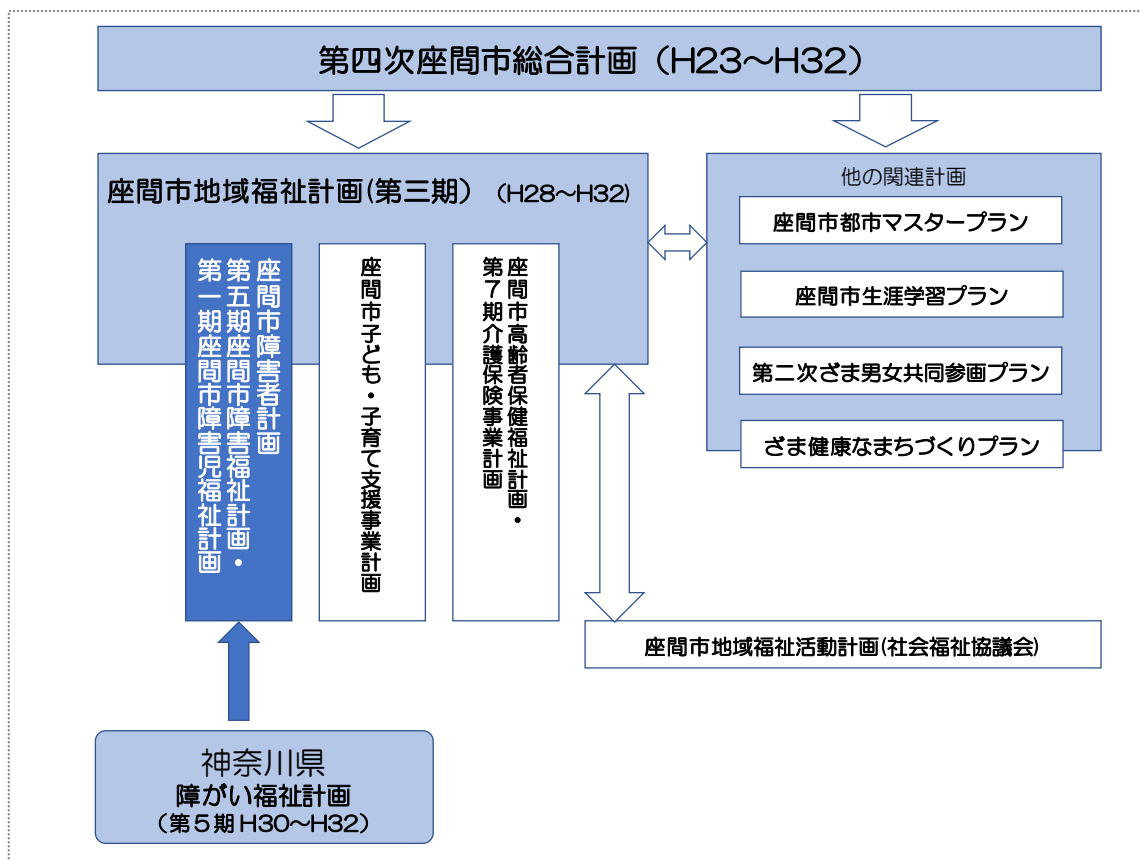 第四次座間市総合計画（H23～H32）
座間市地域福祉計画(第三期） （H28～H32)
座間市障害者計画
第五期座間市障害福祉計画・
第一期座間市障害児福祉計画
座間市子ども・子育て支援事業計画
座間市高齢者保健福祉計画・
第７期介護保険事業計画
他の関連計画
座間市都市マスタープラン
座間市生涯学習プラン
第二次ざま男女共同参画プラン
ざま健康なまちづくりプラン
座間市地域福祉活動計画(社会福祉協議会)
神奈川県
障がい福祉計画
（第５期 H30～H32）